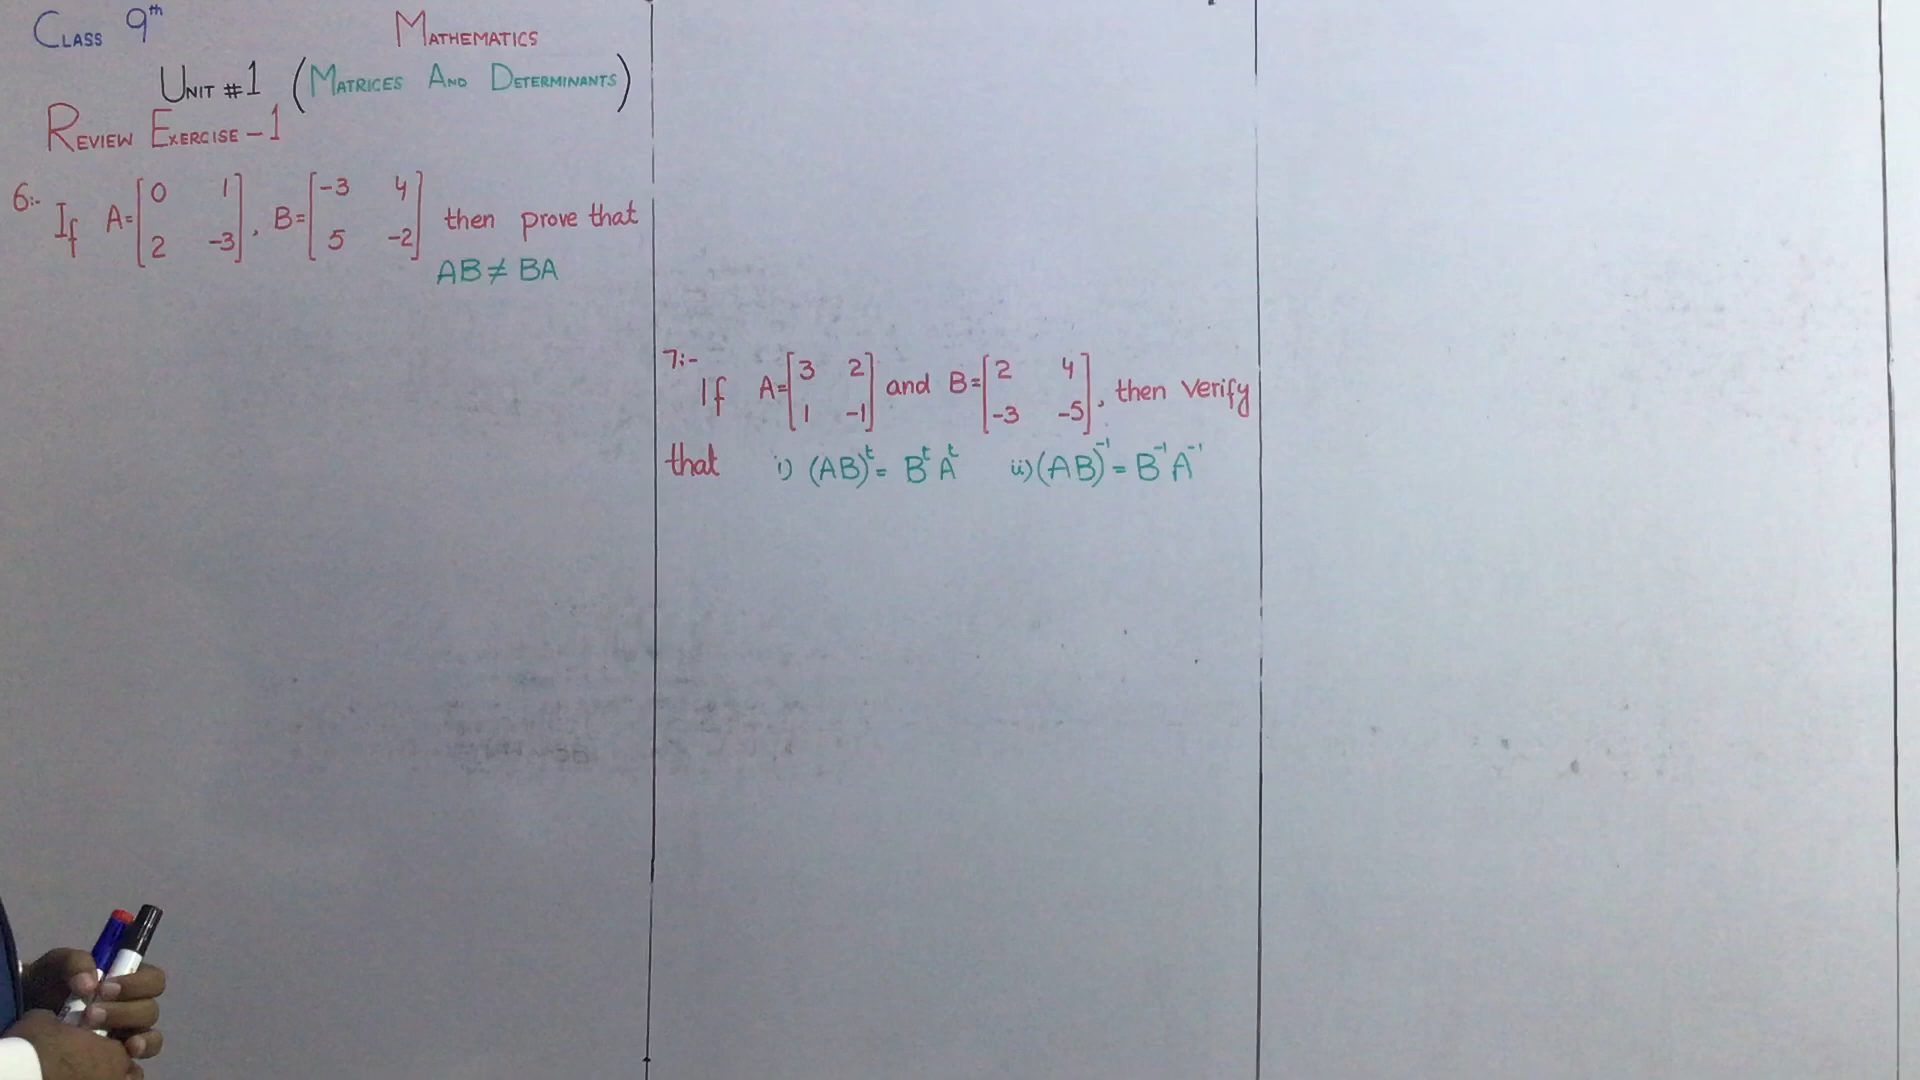 CLASS 9th MATHEMATICS
UNIT #1 (MATRICES AND DETERMINANTS)
REVIEW EXERCISE-1
6:- If A=[0 1
2 -3], B=[-3 4
5 -2] then prove that
AB≠BA
7:- If A=[3 2
1 -1] and B=[2 4
-3 -5], then verify
that i) (AB)^t = B^t A^t ii) (AB)^-1 = B^-1 A^-1